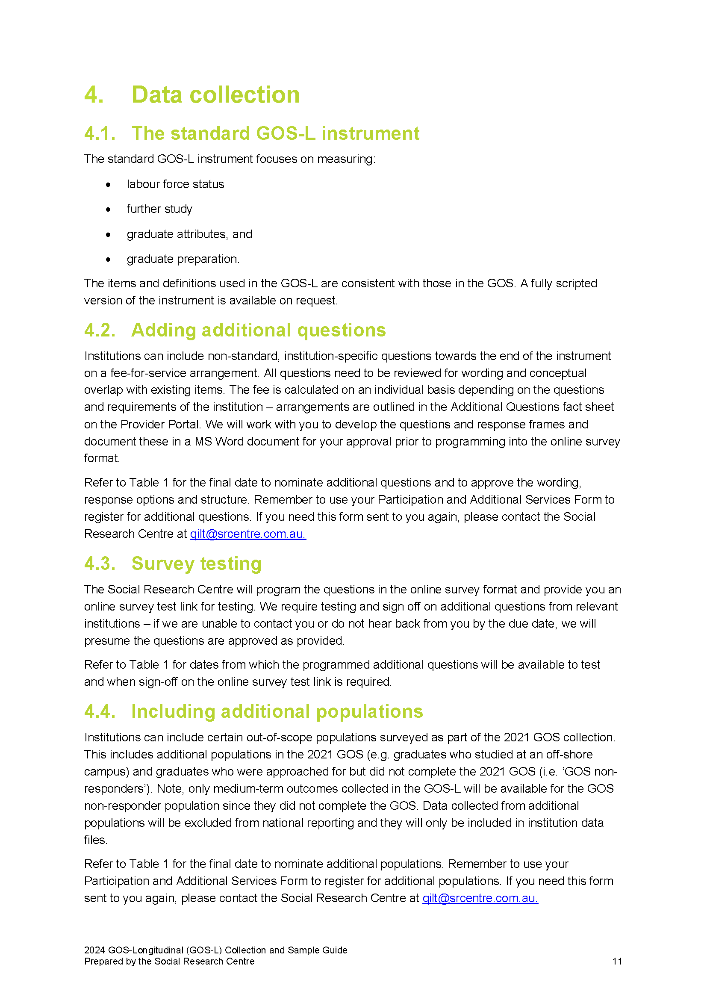 4. Data collection
4.1. The standard GOS-L instrument
The standard GOS-L instrument focuses on measuring:
• labour force status
• further study
• graduate attributes, and
• graduate preparation.
The items and definitions used in the GOS-L are consistent with those in the GOS. A fully scripted
version of the instrument is available on request.
4.2. Adding additional questions
Institutions can include non-standard, institution-specific questions towards the end of the instrument
on a fee-for-service arrangement. All questions need to be reviewed for wording and conceptual
overlap with existing items. The fee is calculated on an individual basis depending on the questions
and requirements of the institution – arrangements are outlined in the Additional Questions fact sheet
on the Provider Portal. We will work with you to develop the questions and response frames and
document these in a MS Word document for your approval prior to programming into the online survey
format.
Refer to Table 1 for the final date to nominate additional questions and to approve the wording,
response options and structure. Remember to use your Participation and Additional Services Form to
register for additional questions. If you need this form sent to you again, please contact the Social
Research Centre at qilt@srcentre.com.au.
4.3. Survey testing
The Social Research Centre will program the questions in the online survey format and provide you an
online survey test link for testing. We require testing and sign off on additional questions from relevant
institutions – if we are unable to contact you or do not hear back from you by the due date, we will
presume the questions are approved as provided.
Refer to Table 1 for dates from which the programmed additional questions will be available to test
and when sign-off on the online survey test link is required.
4.4. Including additional populations
Institutions can include certain out-of-scope populations surveyed as part of the 2021 GOS collection.
This includes additional populations in the 2021 GOS (e.g. graduates who studied at an off-shore
campus) and graduates who were approached for but did not complete the 2021 GOS (i.e. ‘GOS non-
responders’). Note, only medium-term outcomes collected in the GOS-L will be available for the GOS
non-responder population since they did not complete the GOS. Data collected from additional
populations will be excluded from national reporting and they will only be included in institution data
files.
Refer to Table 1 for the final date to nominate additional populations. Remember to use your
Participation and Additional Services Form to register for additional populations. If you need this form
sent to you again, please contact the Social Research Centre at qilt@srcentre.com.au.
2024 GOS-Longitudinal (GOS-L) Collection and Sample Guide
Prepared by the Social Research Centre 11